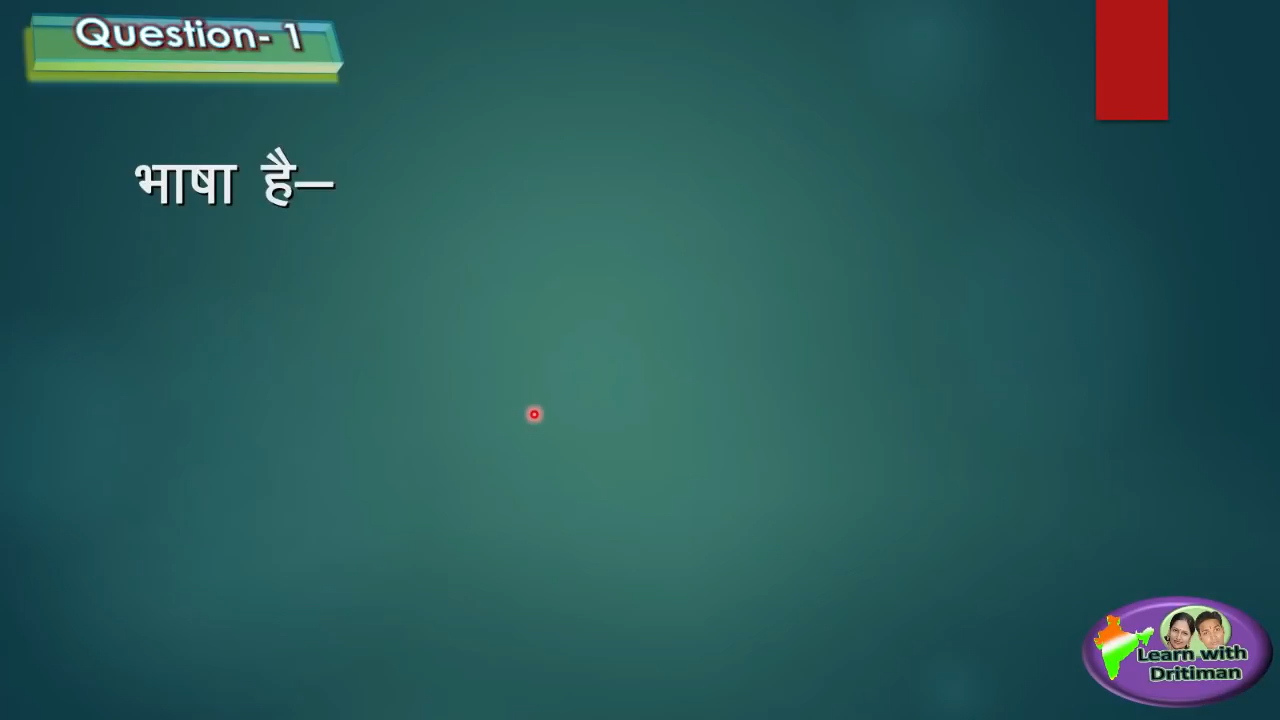 Question- 1
भाषा है–
Learn with
Dritiman